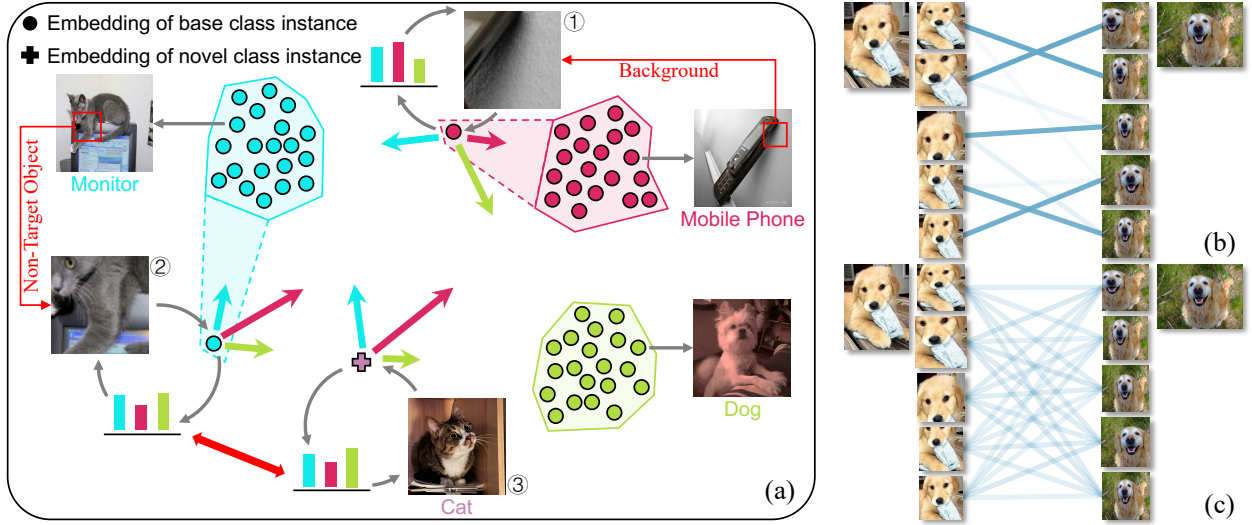 Embedding of base class instance
Embedding of novel class instance
①
Background
Monitor
Mobile Phone
Non-Target Object
②
Dog
③
Cat
(a)
(b)
(c)